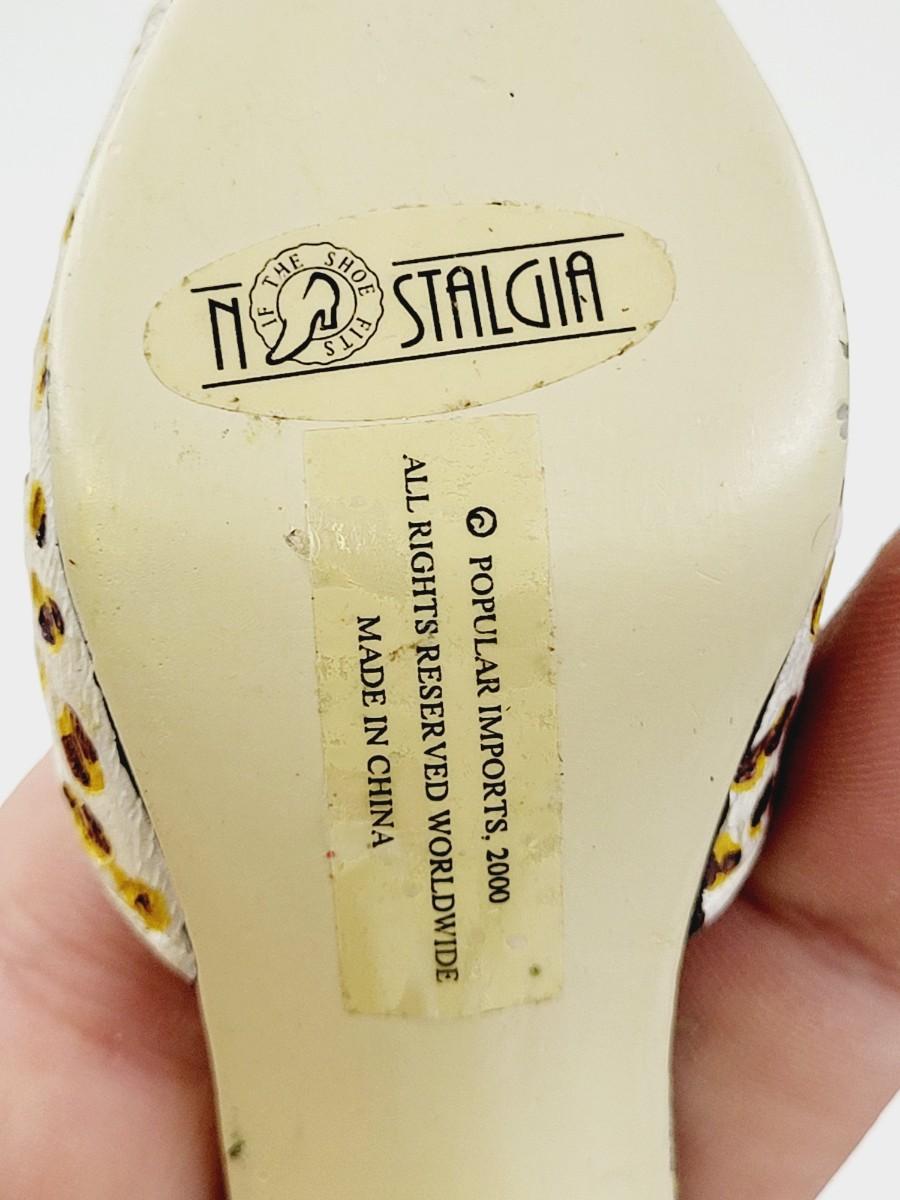 NOSTALGIA
IF THE SHOE FITS
© POPULAR IMPORTS, 2000
ALL RIGHTS RESERVED WORLDWIDE
MADE IN CHINA